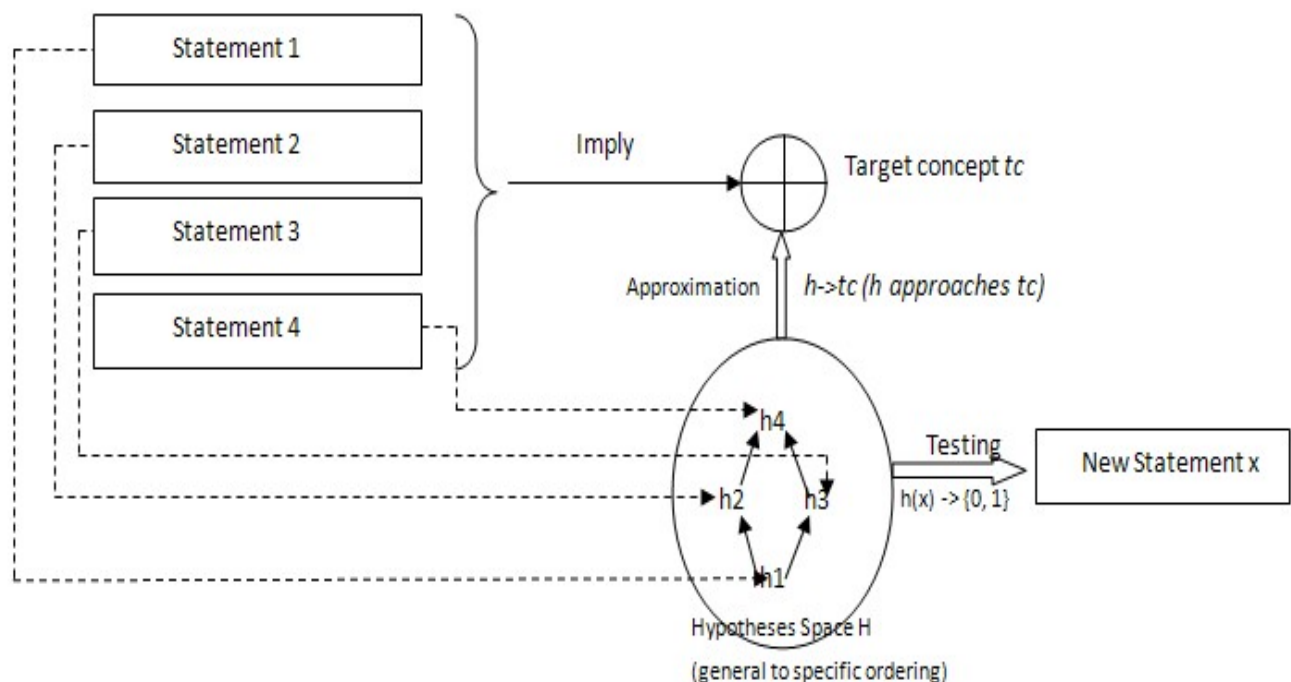 Statement 1
Statement 2
Imply
Target concept tc
Statement 3
Approximation
h->tc (h approaches tc)
Statement 4
h4
Testing
New Statement x
h2
h3
h(x) -> {0, 1}
h1
Hypotheses Space H
(general to specific ordering)